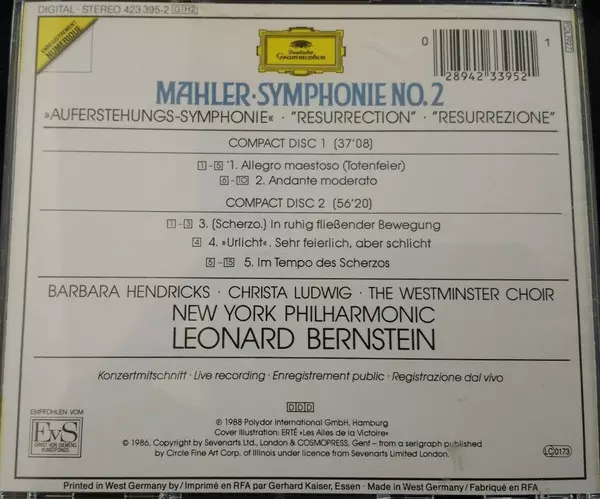 DIGITAL · STEREO 423 395-2 GH2
ENREGISTREMENT
NUMÉRIQUE
Deutsche
Grammophon
0 28942 33952 1
MAHLER · SYMPHONIE NO. 2
»AUFERSTEHUNGS-SYMPHONIE« · "RESURRECTION" · "RESURREZIONE"
COMPACT DISC 1 (37'08)
1-5 1. Allegro maestoso (Totenfeier)
6-10 2. Andante moderato
COMPACT DISC 2 (56'20)
1-3 3. (Scherzo.) In ruhig fließender Bewegung
4 4. »Urlicht«. Sehr feierlich, aber schlicht
5-15 5. Im Tempo des Scherzos
BARBARA HENDRICKS · CHRISTA LUDWIG · THE WESTMINSTER CHOIR
NEW YORK PHILHARMONIC
LEONARD BERNSTEIN
Konzertmitschnitt · Live recording · Enregistrement public · Registrazione dal vivo
DDD
EMPFOHLEN VOM
EvS
ERNST VON SIEMENS
KUNSTFONDS
℗ 1988 Polydor International GmbH, Hamburg
Cover Illustration: ERTÉ »Les Ailes de la Victoire«
© 1986, Copyright by Sevenarts Ltd., London & COSMOPRESS, Genf – from a serigraph published
by Circle Fine Art Corp. of Illinois under licence from Sevenarts Limited London.
LC 0173
Printed in West Germany by / Imprimé en RFA par Gerhard Kaiser, Essen · Made in West Germany / Fabriqué en RFA